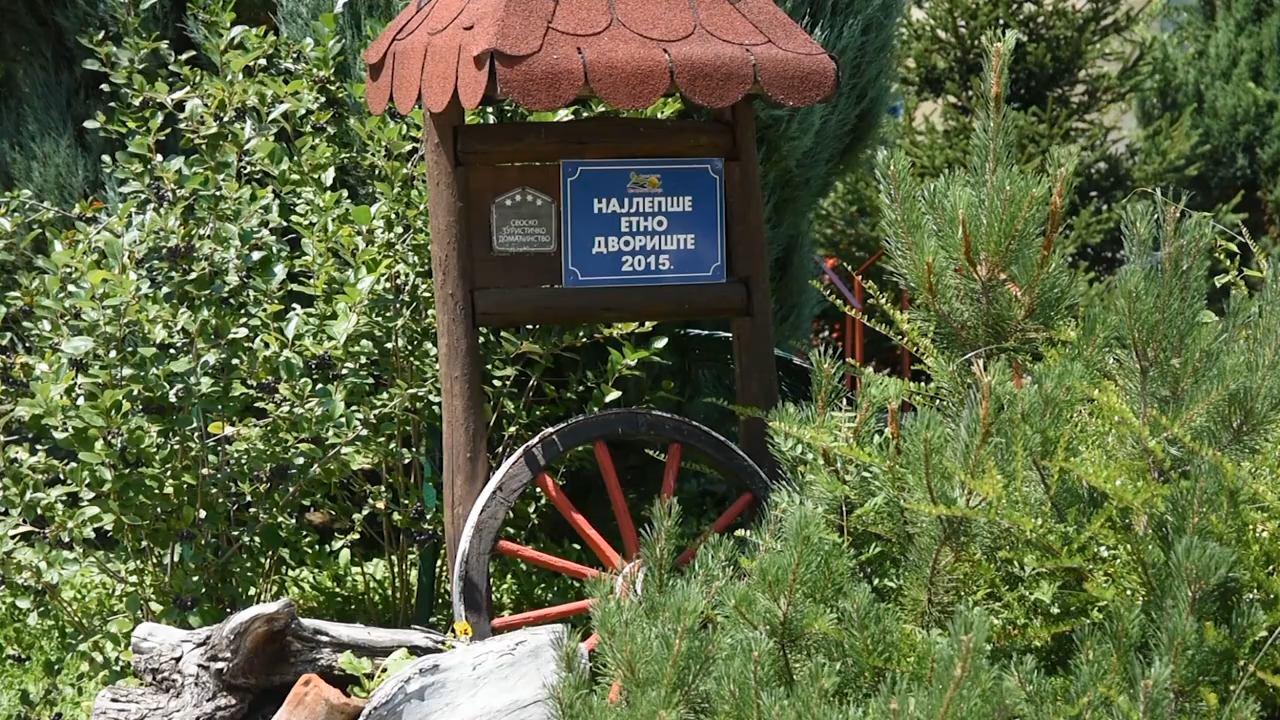 СЕОСКО
ТУРИСТИЧКО
ДОМАЋИНСТВО
НАЈЛЕПШЕ
ЕТНО
ДВОРИШТЕ
2015.